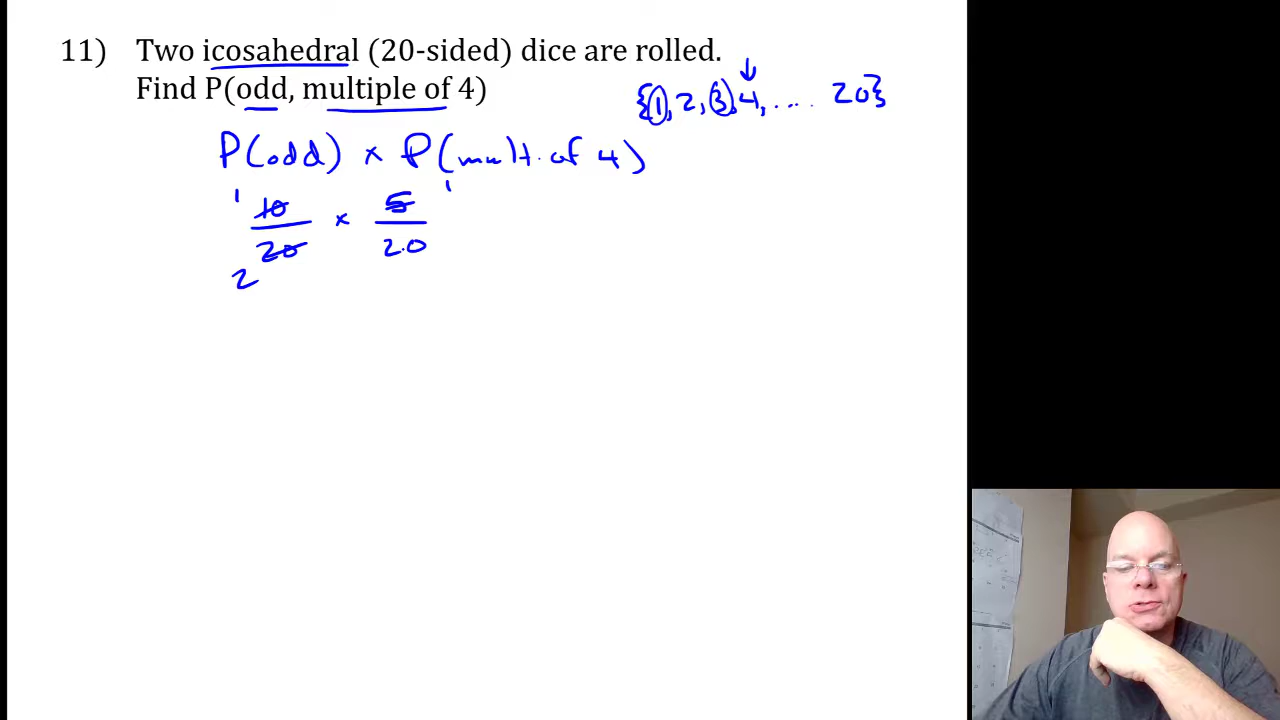 11) Two icosahedral (20-sided) dice are rolled.
Find P(odd, multiple of 4)
{1, 2, 3, 4, .... 20}
P(odd) × P(mult. of 4)
1 10 × 5 1
20 20
2